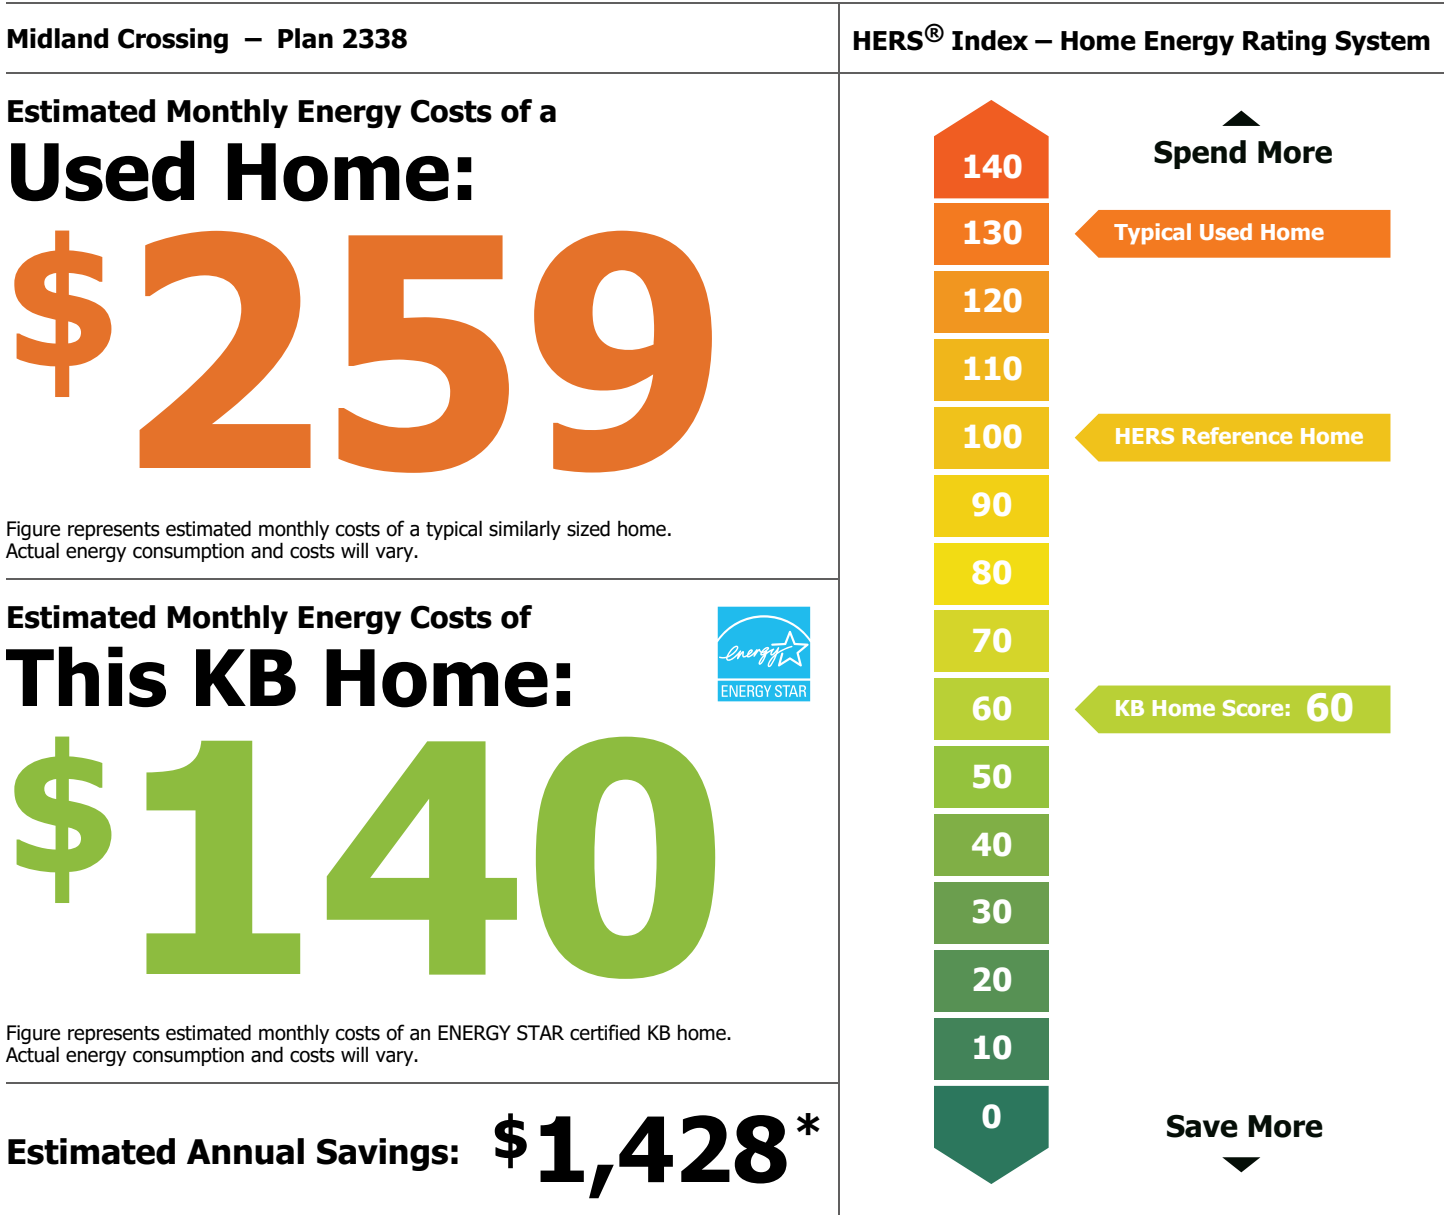 Midland Crossing – Plan 2338
Estimated Monthly Energy Costs of a
Used Home:
$259
Figure represents estimated monthly costs of a typical similarly sized home.
Actual energy consumption and costs will vary.
Estimated Monthly Energy Costs of
This KB Home:
energy
ENERGY STAR
$140
Figure represents estimated monthly costs of an ENERGY STAR certified KB home.
Actual energy consumption and costs will vary.
Estimated Annual Savings: $1,428*
HERS® Index – Home Energy Rating System
Spend More
140
130 Typical Used Home
120
110
100 HERS Reference Home
90
80
70
60 KB Home Score: 60
50
40
30
20
10
0
Save More